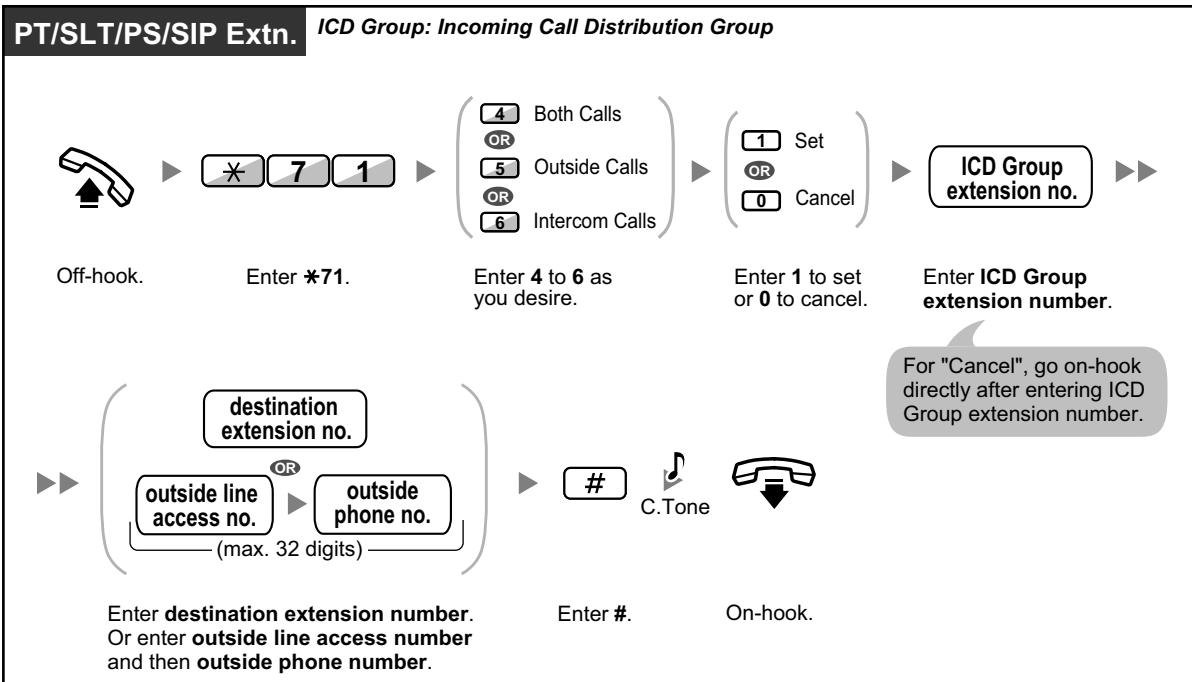 PT/SLT/PS/SIP Extn.
ICD Group: Incoming Call Distribution Group
4 Both Calls
OR
5 Outside Calls
OR
6 Intercom Calls
1 Set
OR
0 Cancel
✳ 7 1
ICD Group
extension no.
Off-hook.
Enter ✳71.
Enter 4 to 6 as
you desire.
Enter 1 to set
or 0 to cancel.
Enter ICD Group
extension number.
For "Cancel", go on-hook
directly after entering ICD
Group extension number.
destination
extension no.
OR
outside line
access no.
outside
phone no.
(max. 32 digits)
#
C.Tone
Enter destination extension number.
Or enter outside line access number
and then outside phone number.
Enter #.
On-hook.